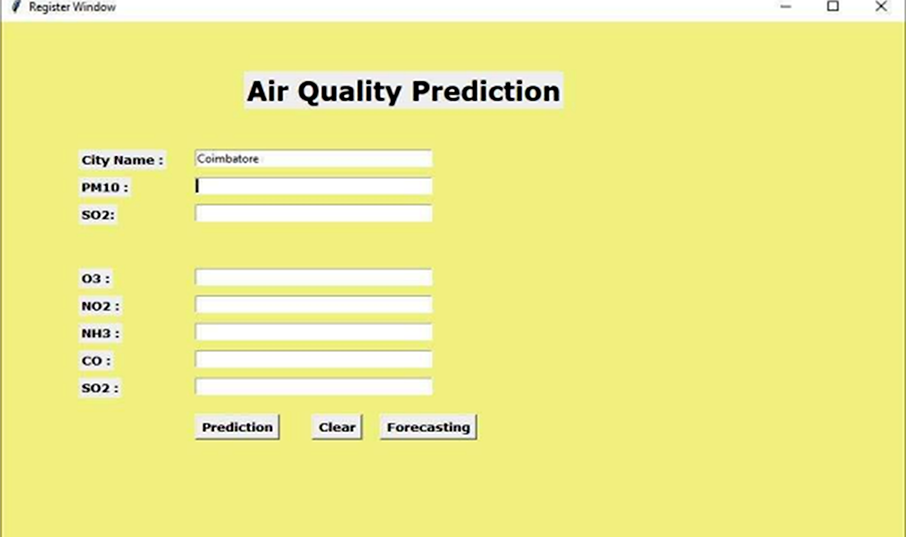 Register Window
Air Quality Prediction
City Name : Coimbatore
PM10 :
SO2:
O3 :
NO2 :
NH3 :
CO :
SO2 :
Prediction Clear Forecasting